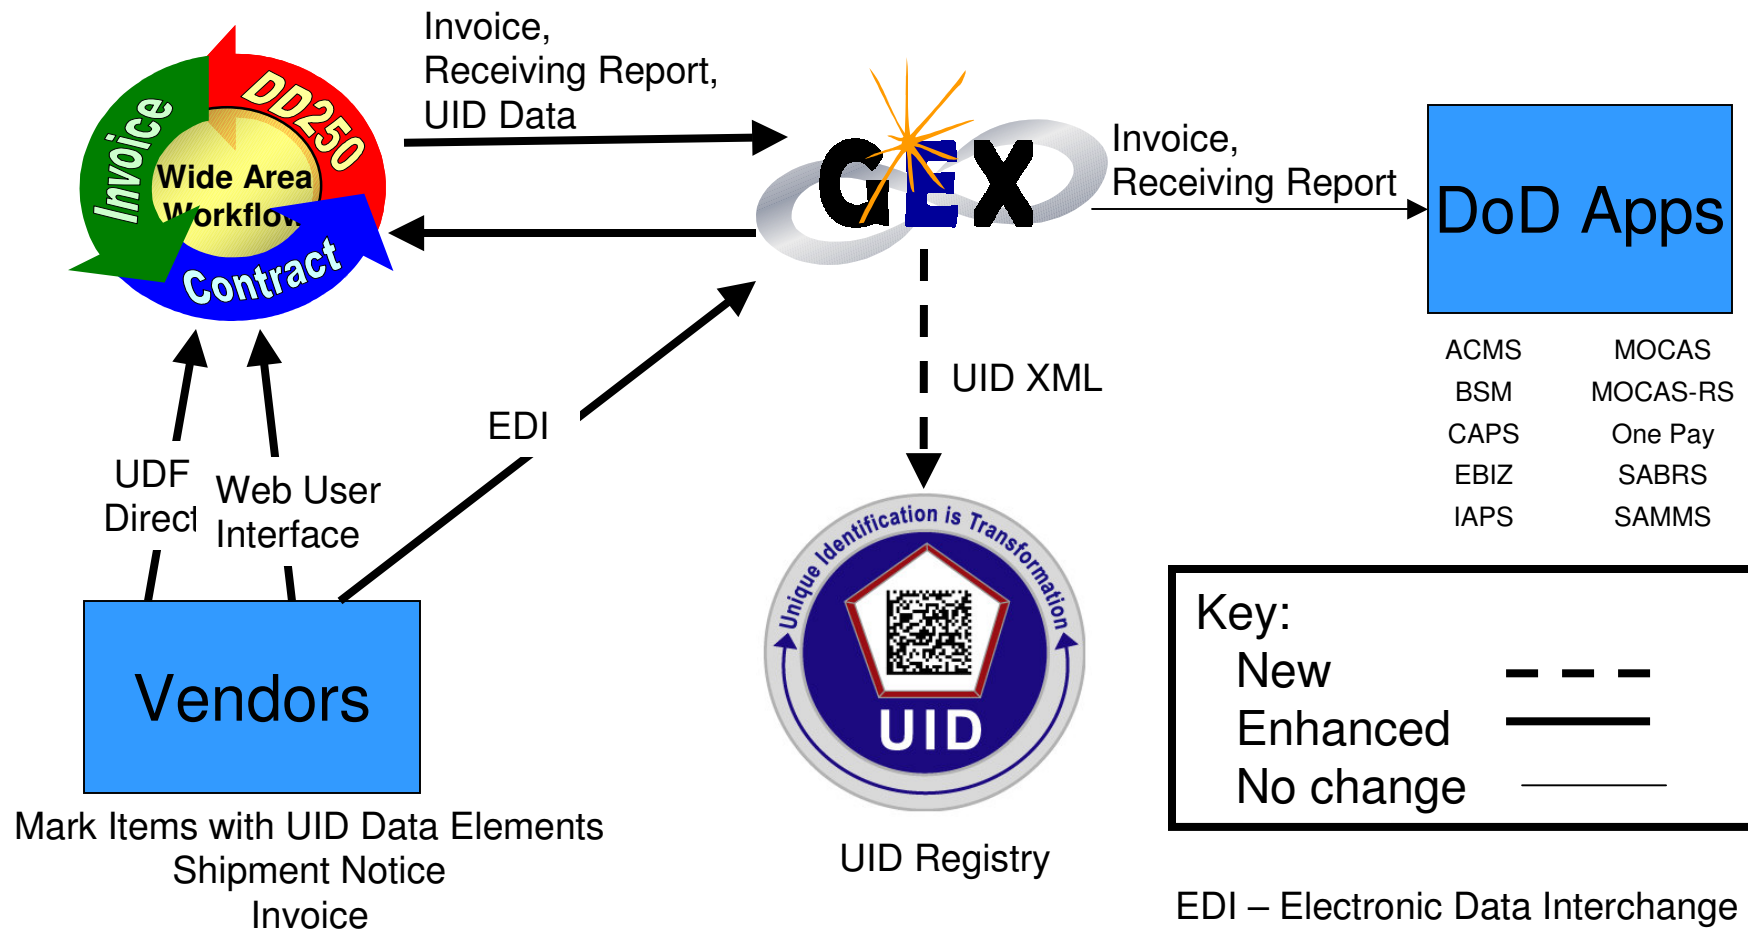 Invoice,
Receiving Report,
UID Data
Invoice
DD250
Contract
Wide Area
Workflow
GEX
Invoice,
Receiving Report
DoD Apps
ACMS MOCAS
BSM MOCAS-RS
CAPS One Pay
EBIZ SABRS
IAPS SAMMS
UID XML
EDI
UDF
Direct
Web User
Interface
Vendors
Mark Items with UID Data Elements
Shipment Notice
Invoice
Unique Identification is Transformation
UID
UID Registry
Key:
New
Enhanced
No change
EDI – Electronic Data Interchange